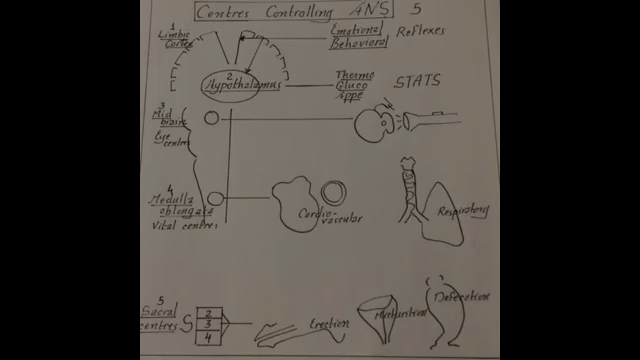 Centres Controlling ANS 5
1
Limbic
Cortex
Emotional
Behavioral
Reflexes
2
Hypothalamus
Thermo
Gluco
Appe
STATS
3
Mid
brain
Eye
centres
4
Medulla
oblongata
Vital centres
Cardio-
vascular
Respiratory
5
Sacral
centres
S
2
3
4
Erection
Micturition
Defecation